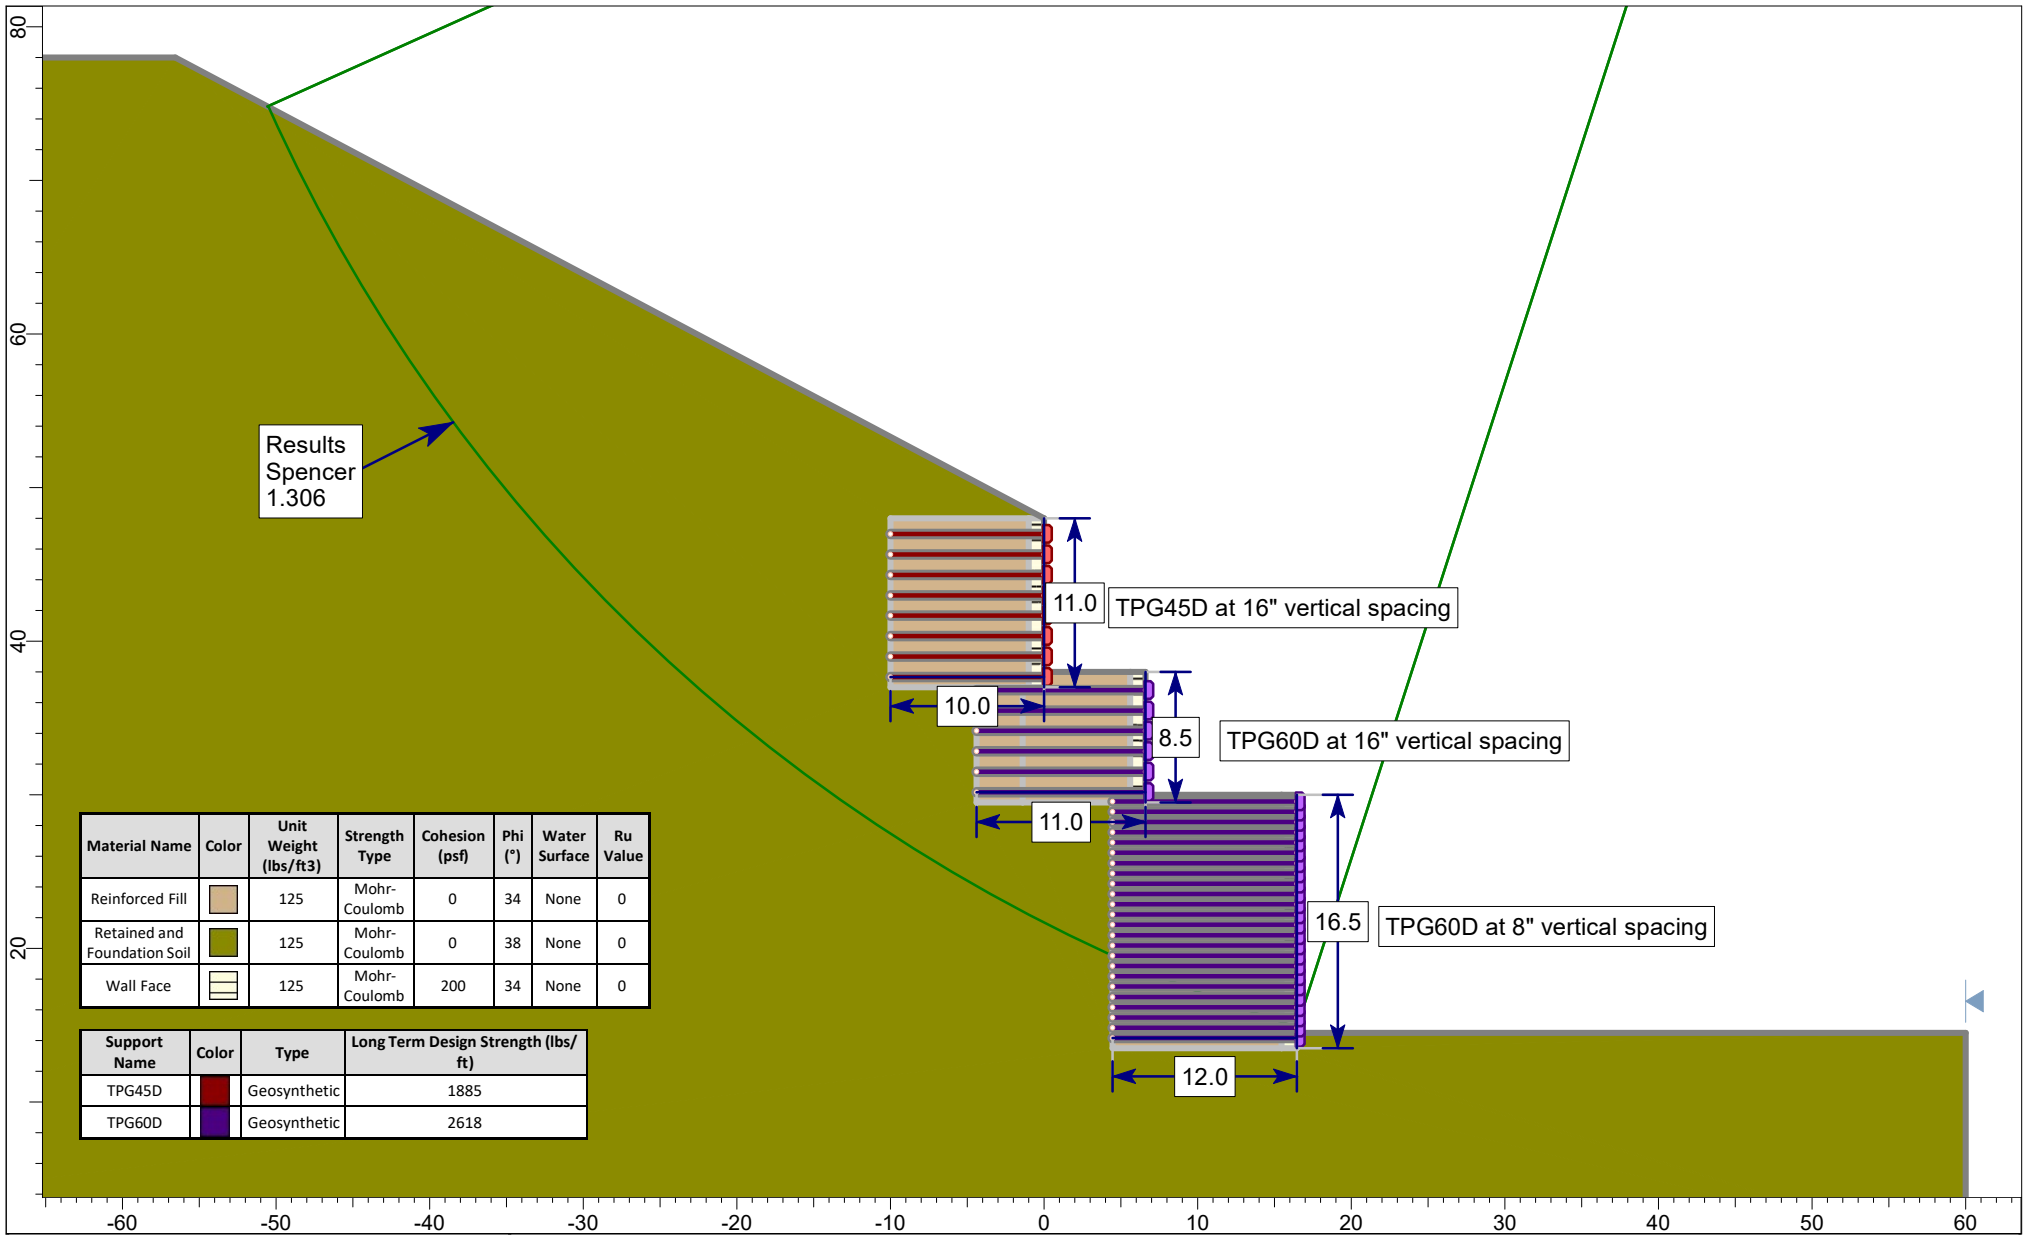 80
60
40
20
Results
Spencer
1.306
11.0
TPG45D at 16" vertical spacing
10.0
8.5
TPG60D at 16" vertical spacing
11.0
16.5
TPG60D at 8" vertical spacing
12.0
Material Name Color Unit Weight (lbs/ft3) Strength Type Cohesion (psf) Phi (°) Water Surface Ru Value
Reinforced Fill 125 Mohr-Coulomb 0 34 None 0
Retained and Foundation Soil 125 Mohr-Coulomb 0 38 None 0
Wall Face 125 Mohr-Coulomb 200 34 None 0
Support Name Color Type Long Term Design Strength (lbs/ft)
TPG45D Geosynthetic 1885
TPG60D Geosynthetic 2618
-60 -50 -40 -30 -20 -10 0 10 20 30 40 50 60